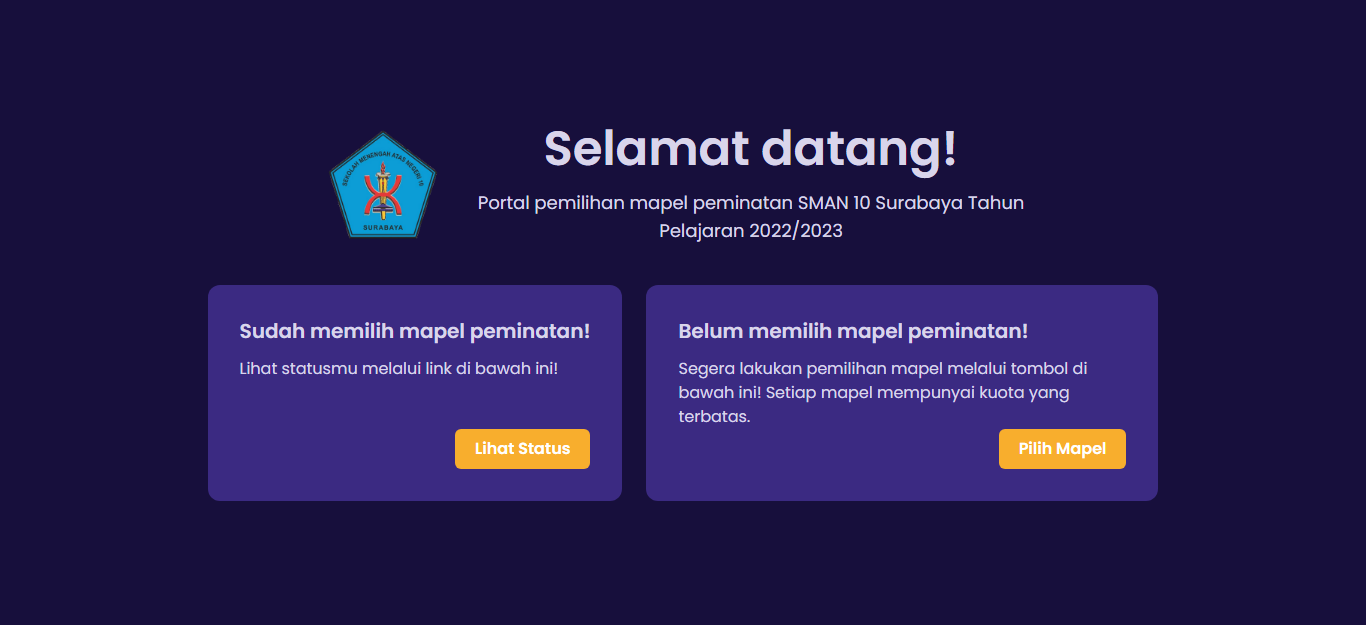 Selamat datang!
SEKOLAH MENENGAH ATAS NEGERI 10
SURABAYA
Portal pemilihan mapel peminatan SMAN 10 Surabaya Tahun
Pelajaran 2022/2023
Sudah memilih mapel peminatan!
Lihat statusmu melalui link di bawah ini!
Lihat Status
Belum memilih mapel peminatan!
Segera lakukan pemilihan mapel melalui tombol di
bawah ini! Setiap mapel mempunyai kuota yang
terbatas.
Pilih Mapel